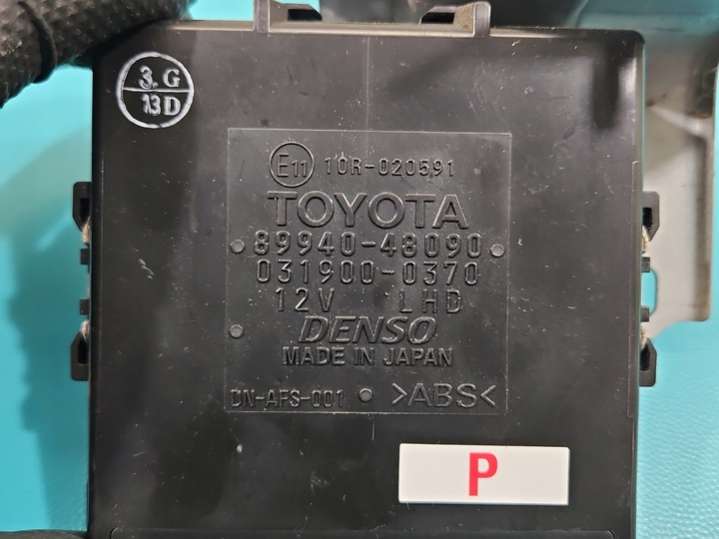 3.G
13D
E11 10R-020591
TOYOTA
89940-48090
031900-0370
12V LHD
DENSO
MADE IN JAPAN
DN-AFS-001 >ABS<
P